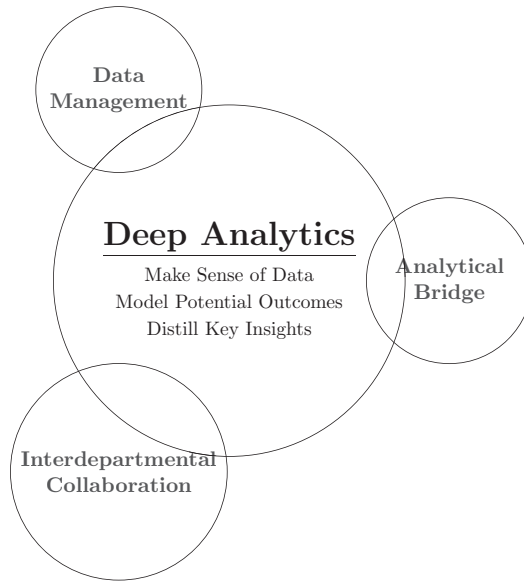 Data
Management
Deep Analytics
Make Sense of Data
Model Potential Outcomes
Distill Key Insights
Analytical
Bridge
Interdepartmental
Collaboration